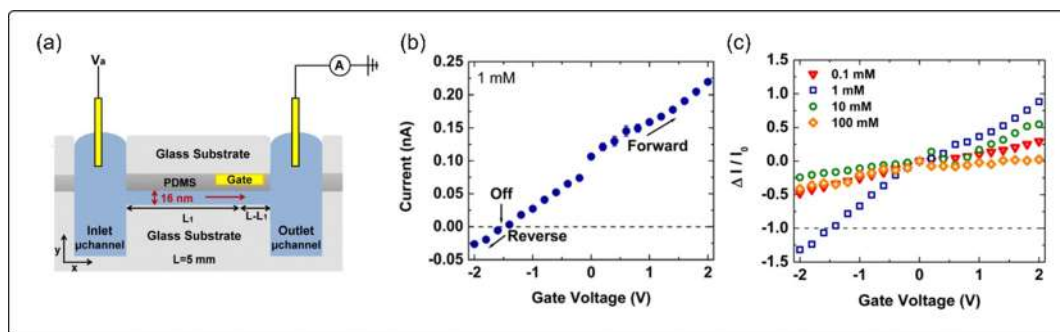 (a)
Va
A
Glass Substrate
PDMS
Gate
16 nm
L1
L-L1
Inlet
μchannel
Glass Substrate
Outlet
μchannel
y
x
L=5 mm
(b)
1 mM
Current (nA)
0.25
0.20
0.15
0.10
0.05
0.00
-0.05
Forward
Off
Reverse
-2
-1
0
1
2
Gate Voltage (V)
(c)
0.1 mM
1 mM
10 mM
100 mM
Δ I / I0
1.5
1.0
0.5
0.0
-0.5
-1.0
-1.5
-2
-1
0
1
2
Gate Voltage (V)